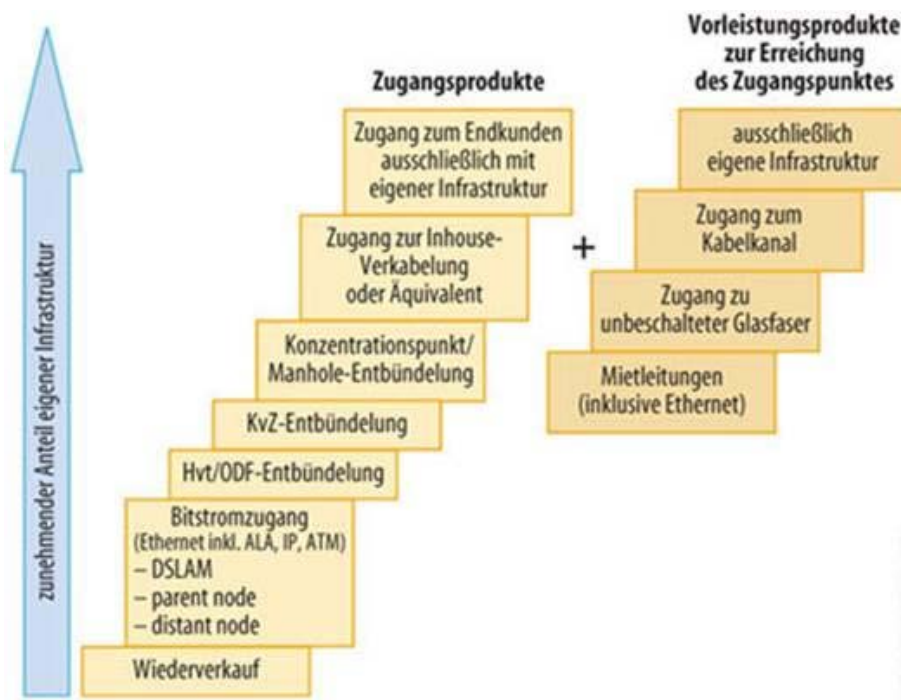 Vorleistungsprodukte
zur Erreichung
des Zugangspunktes
Zugangsprodukte
Zugang zum Endkunden
ausschließlich mit
eigener Infrastruktur
ausschließlich
eigene Infrastruktur
Zugang zur Inhouse-
Verkabelung
oder Äquivalent
+
Zugang zum
Kabelkanal
Zugang zu
unbeschalteter Glasfaser
Konzentrationspunkt/
Manhole-Entbündelung
Mietleitungen
(inklusive Ethernet)
KvZ-Entbündelung
Hvt/ODF-Entbündelung
Bitstromzugang
(Ethernet inkl. ALA, IP, ATM)
– DSLAM
– parent node
– distant node
Wiederverkauf
zunehmender Anteil eigener Infrastruktur